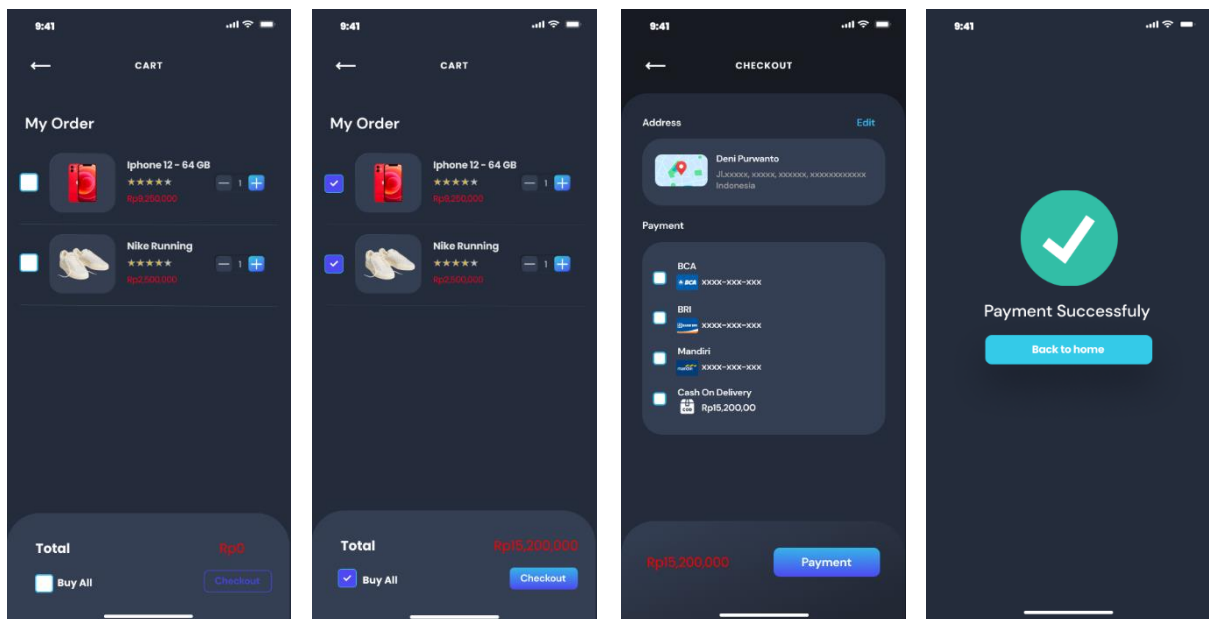 9:41
CART
My Order
Iphone 12 - 64 GB
Rp9,250,000
1
Nike Running
Rp2,500,000
1
Total
Rp0
Buy All
Checkout
9:41
CART
My Order
Iphone 12 - 64 GB
Rp9,250,000
1
Nike Running
Rp2,500,000
1
Total
Rp15,200,000
Buy All
Checkout
9:41
CHECKOUT
Address
Edit
Deni Purwanto
Jl.xxxxx, xxxxx, xxxxxx, xxxxxxxxxxxx
Indonesia
Payment
BCA
BCA xxxx-xxx-xxx
BRI
xxxx-xxx-xxx
Mandiri
mandiri xxxx-xxx-xxx
Cash On Delivery
COD Rp15,200,00
Rp15,200,000
Payment
9:41
Payment Successfuly
Back to home